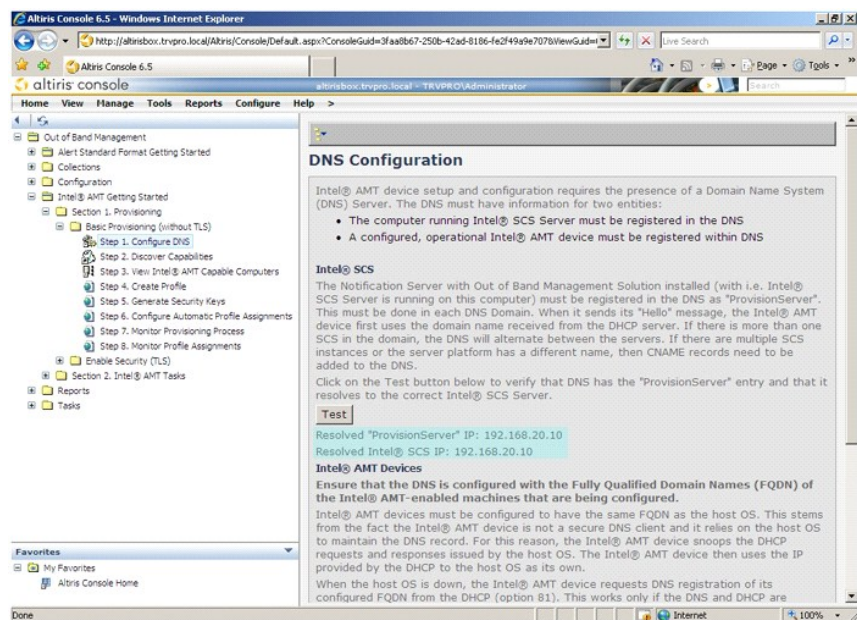 Altiris Console 6.5 - Windows Internet Explorer
http://altirisbox.trvpro.local/Altiris/Console/Default.aspx?ConsoleGuid=3faa8b67-250b-42ad-8186-fe2f49a9e707&ViewGuid=
Live Search
Altiris Console 6.5
Page
Tools
altiris console
altirisbox.trvpro.local - TRVPRO\Administrator
Search
Home View Manage Tools Reports Configure Help >
Out of Band Management
Alert Standard Format Getting Started
Collections
Configuration
Intel® AMT Getting Started
Section 1. Provisioning
Basic Provisioning (without TLS)
Step 1. Configure DNS
Step 2. Discover Capabilities
Step 3. View Intel® AMT Capable Computers
Step 4. Create Profile
Step 5. Generate Security Keys
Step 6. Configure Automatic Profile Assignments
Step 7. Monitor Provisioning Process
Step 8. Monitor Profile Assignments
Enable Security (TLS)
Section 2. Intel® AMT Tasks
Reports
Tasks
Favorites
My Favorites
Altiris Console Home
DNS Configuration
Intel® AMT device setup and configuration requires the presence of a Domain Name System
(DNS) Server. The DNS must have information for two entities:
• The computer running Intel® SCS Server must be registered in the DNS
• A configured, operational Intel® AMT device must be registered within DNS
Intel® SCS
The Notification Server with Out of Band Management Solution installed (with i.e. Intel®
SCS Server is running on this computer) must be registered in the DNS as "ProvisionServer".
This must be done in each DNS Domain. When it sends its "Hello" message, the Intel® AMT
device first uses the domain name received from the DHCP server. If there is more than one
SCS in the domain, the DNS will alternate between the servers. If there are multiple SCS
instances or the server platform has a different name, then CNAME records need to be
added to the DNS.
Click on the Test button below to verify that DNS has the "ProvisionServer" entry and that it
resolves to the correct Intel® SCS Server.
Test
Resolved "ProvisionServer" IP: 192.168.20.10
Resolved Intel® SCS IP: 192.168.20.10
Intel® AMT Devices
Ensure that the DNS is configured with the Fully Qualified Domain Names (FQDN) of
the Intel® AMT-enabled machines that are being configured.
Intel® AMT devices must be configured to have the same FQDN as the host OS. This stems
from the fact the Intel® AMT device is not a secure DNS client and it relies on the host OS
to maintain the DNS record. For this reason, the Intel® AMT device snoops the DHCP
requests and responses issued by the host OS. The Intel® AMT device then uses the IP
provided by the DHCP to the host OS as its own.
When the host OS is down, the Intel® AMT device requests DNS registration of its
configured FQDN from the DHCP (option 81). This works only if the DNS and DHCP are
Done
Internet
100%